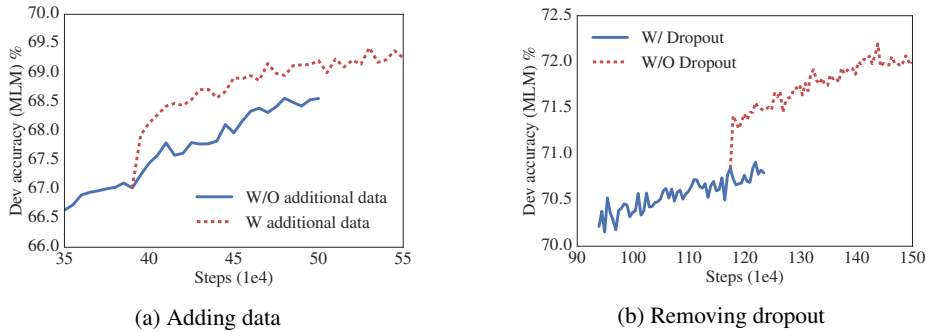 70.0
69.5
69.0
68.5
68.0
67.5
67.0
66.5
66.0
Dev accuracy (MLM) %
W/O additional data
W additional data
35 40 45 50 55
Steps (1e4)
(a) Adding data
72.5
72.0
71.5
71.0
70.5
70.0
Dev accuracy (MLM) %
W/ Dropout
W/O Dropout
90 100 110 120 130 140 150
Steps (1e4)
(b) Removing dropout